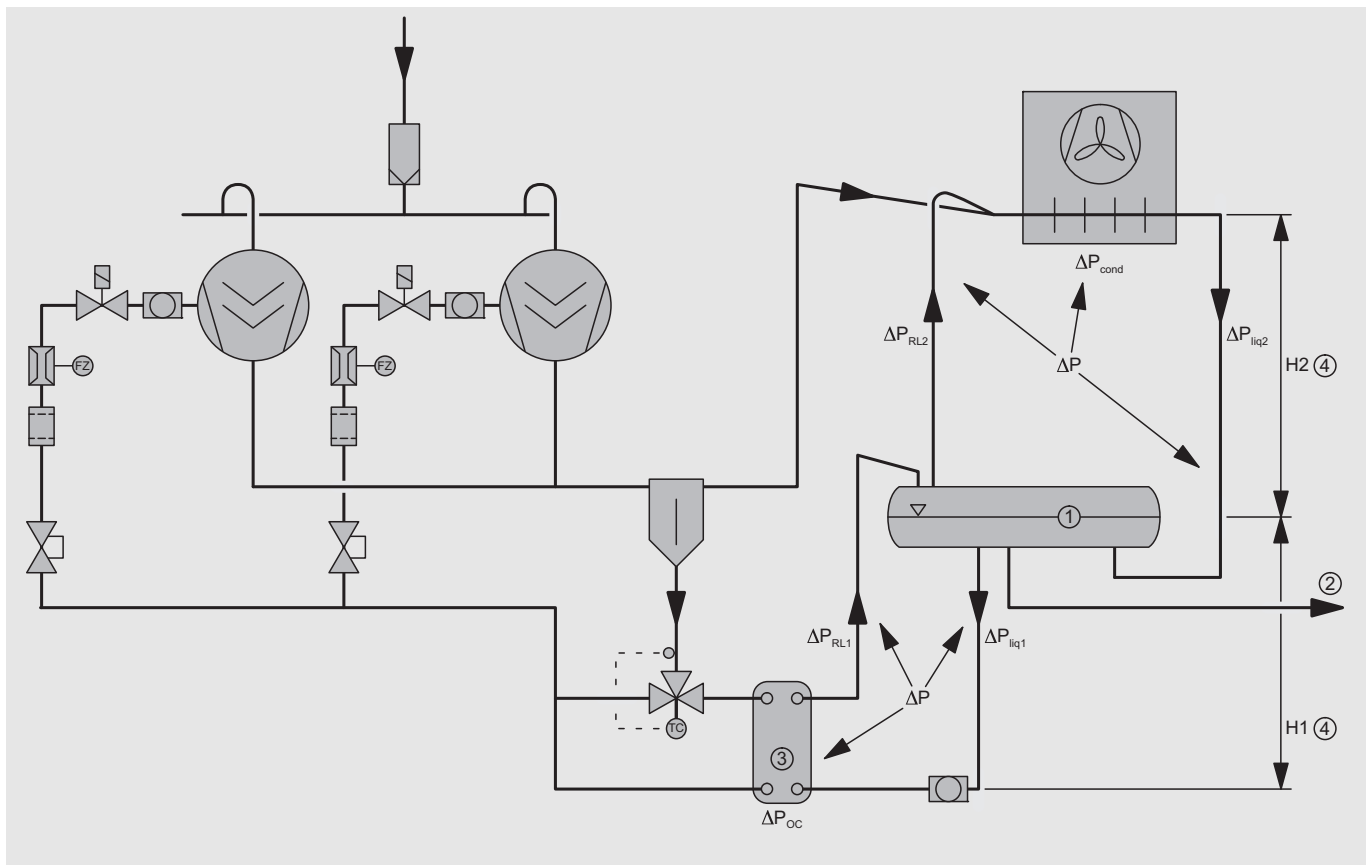 ΔP_cond
ΔP_RL2
ΔP_liq2
FZ
FZ
ΔP
H2 ④
①
②
ΔP_RL1
ΔP_liq1
ΔP
TC
③
H1 ④
ΔP_OC